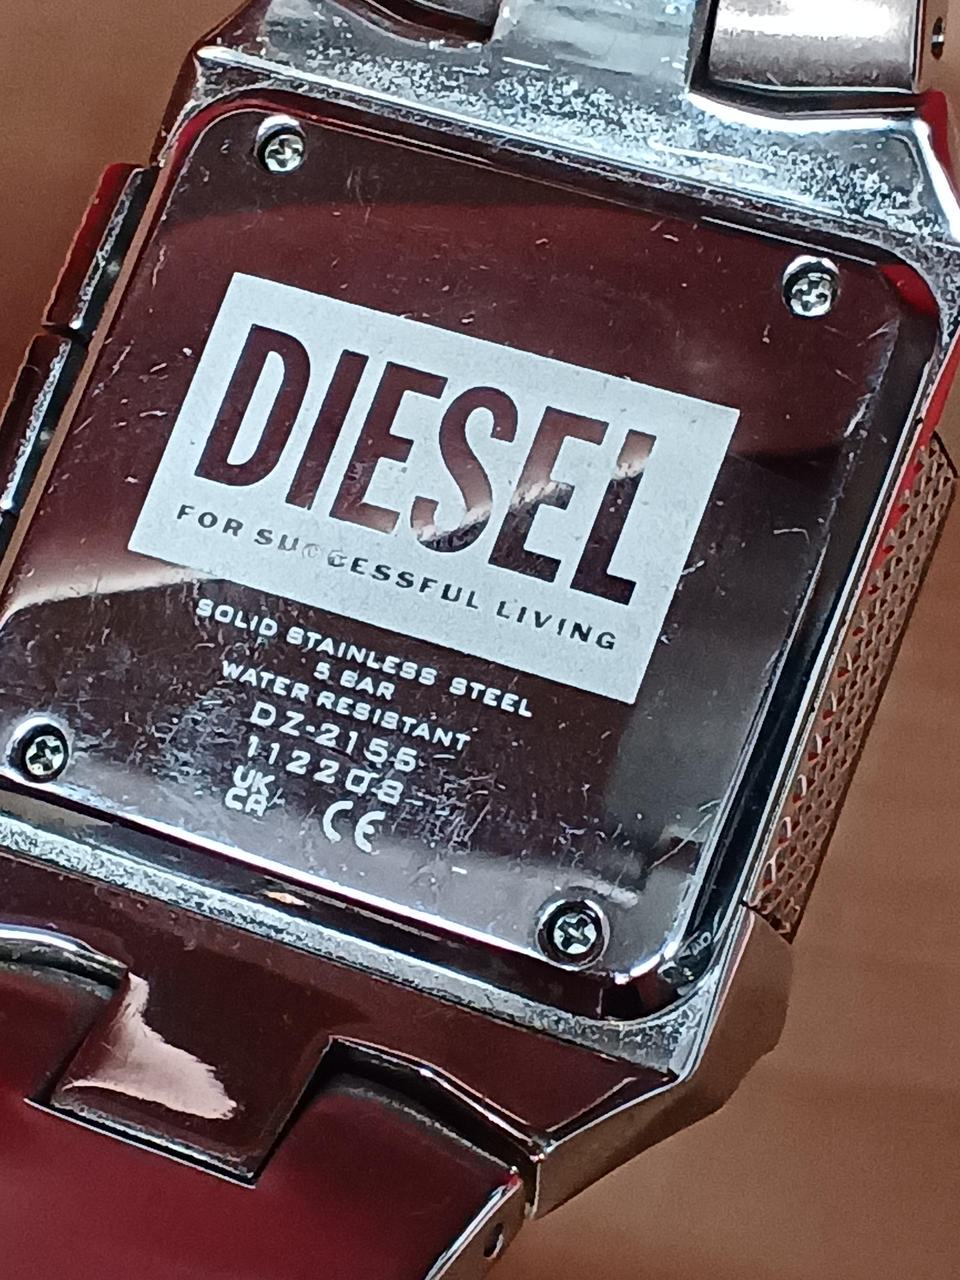 DIESEL
FOR SUCCESSFUL LIVING
SOLID STAINLESS STEEL
5 BAR
WATER RESISTANT
DZ-2155
112208
UK
CA CE